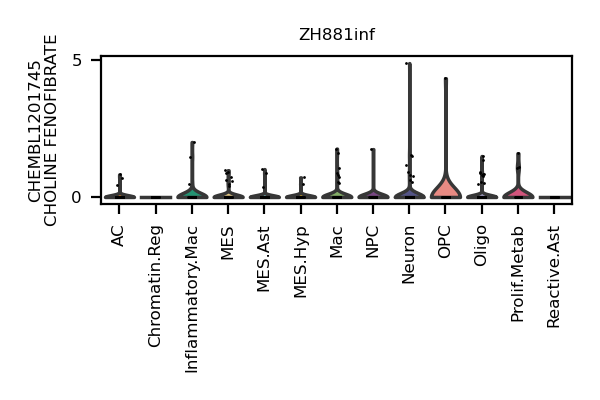 ZH881inf
CHEMBL1201745
CHOLINE FENOFIBRATE
5
0
AC
Chromatin.Reg
Inflammatory.Mac
MES
MES.Ast
MES.Hyp
Mac
NPC
Neuron
OPC
Oligo
Prolif.Metab
Reactive.Ast